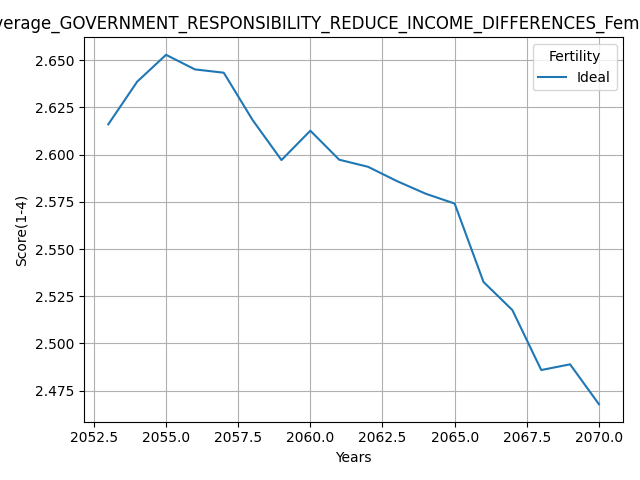 verage_GOVERNMENT_RESPONSIBILITY_REDUCE_INCOME_DIFFERENCES_Fem
Fertility
Ideal
2.650
2.625
2.600
2.575
2.550
2.525
2.500
2.475
Score(1-4)
2052.5 2055.0 2057.5 2060.0 2062.5 2065.0 2067.5 2070.0
Years